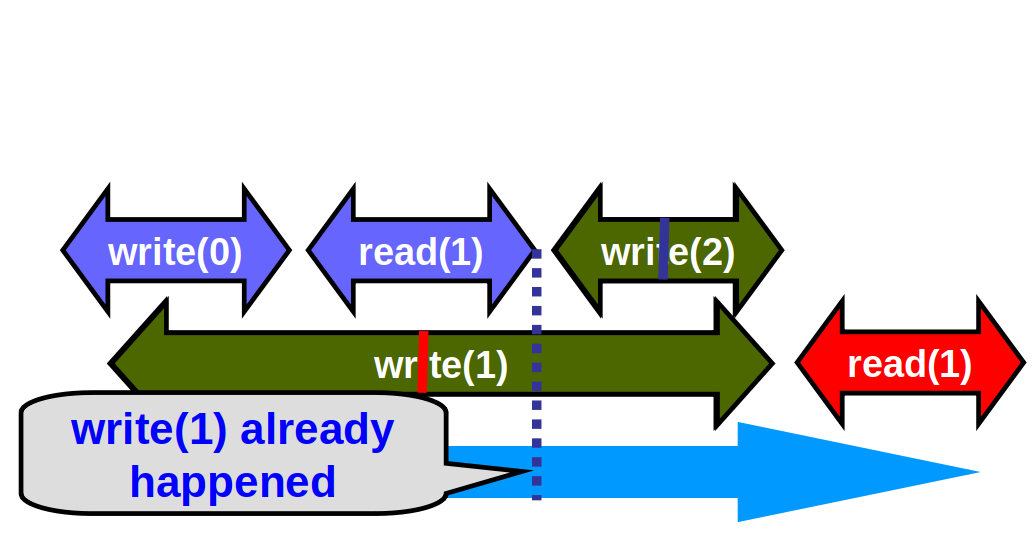 write(0)
read(1)
write(2)
write(1)
read(1)
write(1) already
happened